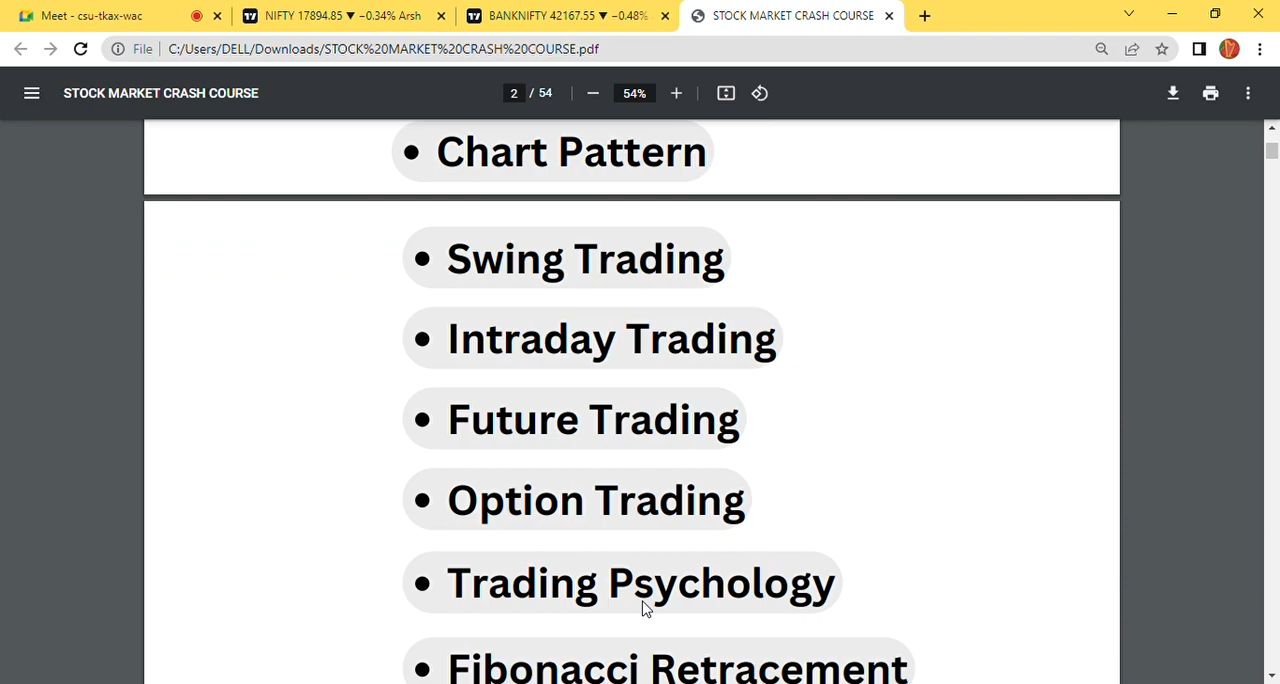 Meet - csu-tkax-wac
NIFTY 17894.85 ▼ −0.34% Arsh
BANKNIFTY 42167.55 ▼ −0.48%
STOCK MARKET CRASH COURSE
File
C:/Users/DELL/Downloads/STOCK%20MARKET%20CRASH%20COURSE.pdf
STOCK MARKET CRASH COURSE
2 / 54
54%
• Chart Pattern
• Swing Trading
• Intraday Trading
• Future Trading
• Option Trading
• Trading Psychology
• Fibonacci Retracement